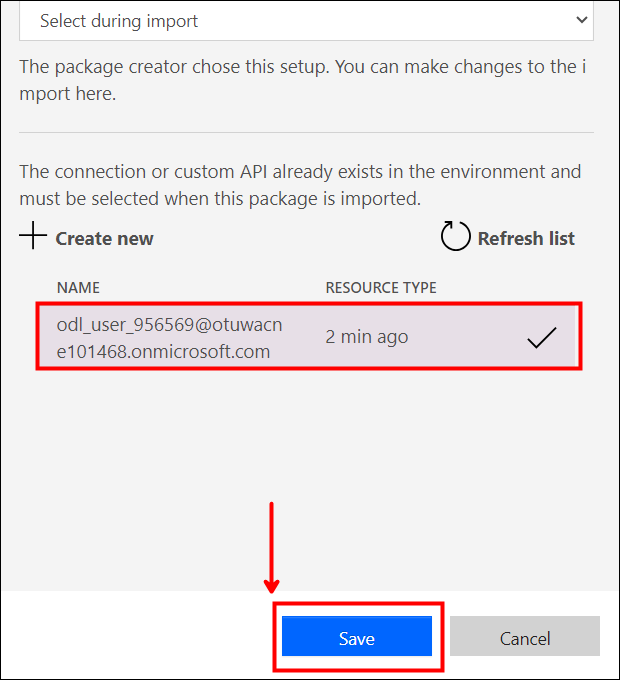 Select during import
The package creator chose this setup. You can make changes to the i
mport here.
The connection or custom API already exists in the environment and
must be selected when this package is imported.
Create new
Refresh list
NAME
RESOURCE TYPE
odl_user_956569@otuwacn
e101468.onmicrosoft.com
2 min ago
Save
Cancel